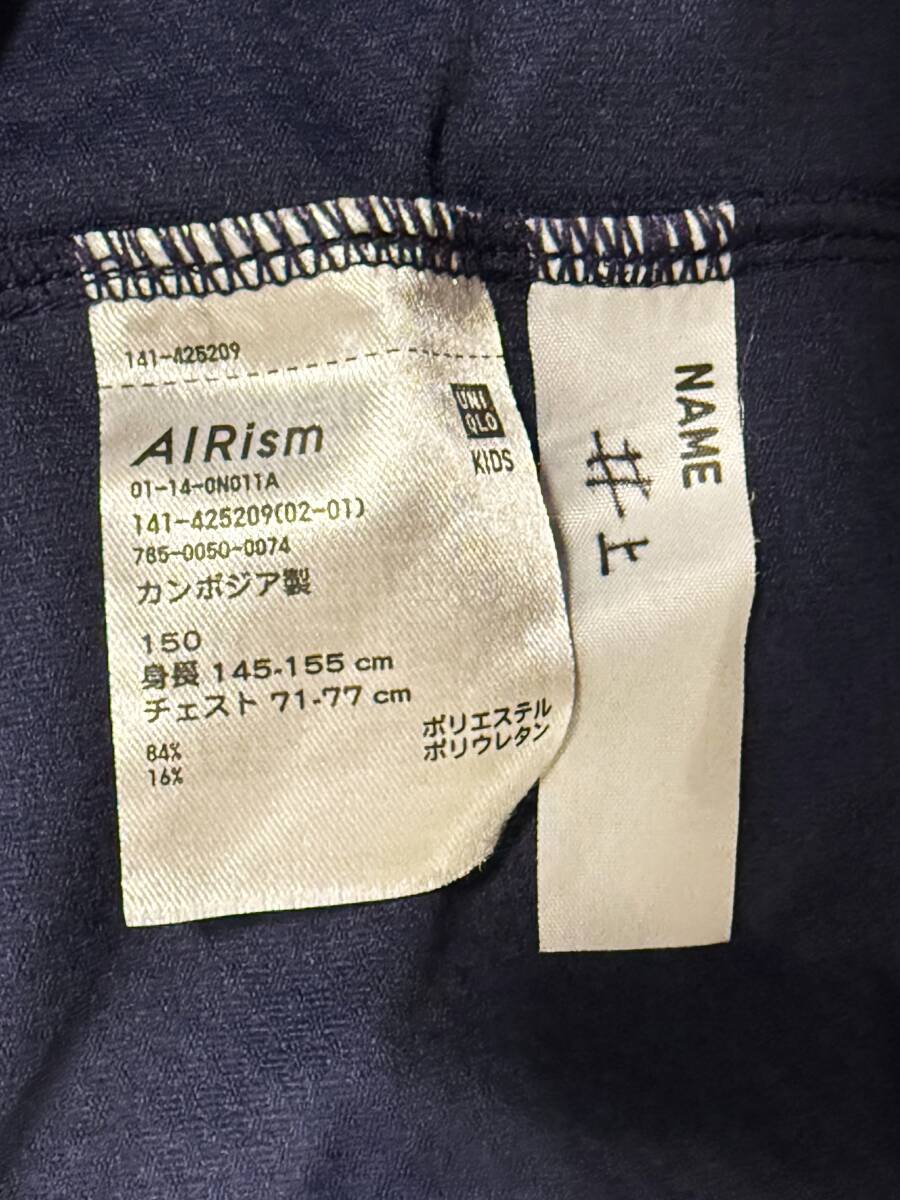 141-425209
AIRism
UNI
QLO
KIDS
01-14-0N011A
141-425209(02-01)
785-0050-0074
カンボジア製
150
身長 145-155 cm
チェスト 71-77 cm
84% ポリエステル
16% ポリウレタン
NAME
井上